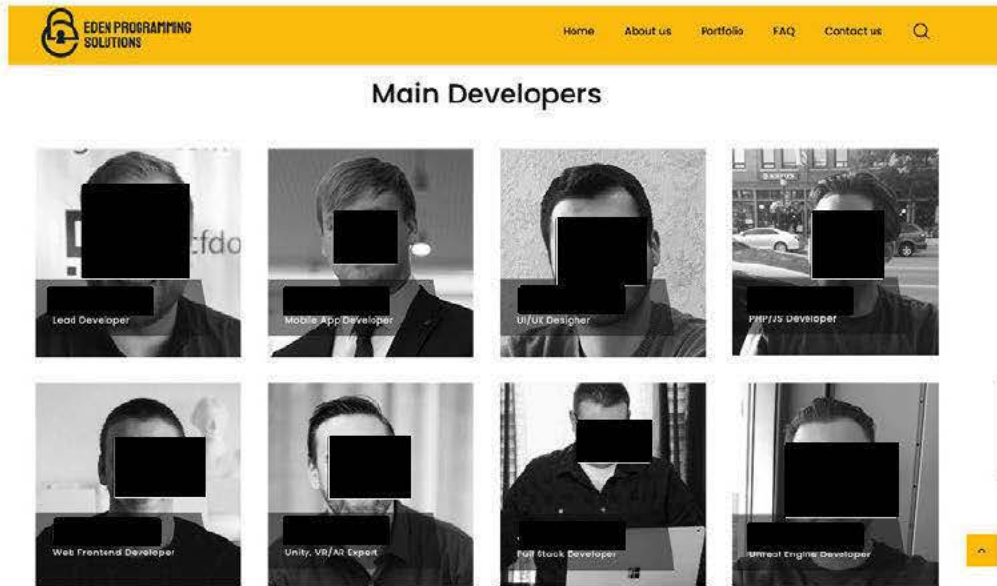 EDEN PROGRAMMING
SOLUTIONS
Home About us Portfolio FAQ Contact us
Main Developers
cfdo
Lead Developer
Mobile App Developer
UI/UX Designer
PHP/JS Developer
Web Frontend Developer
Unity, VR/AR Expert
Full Stack Developer
Unreal Engine Developer